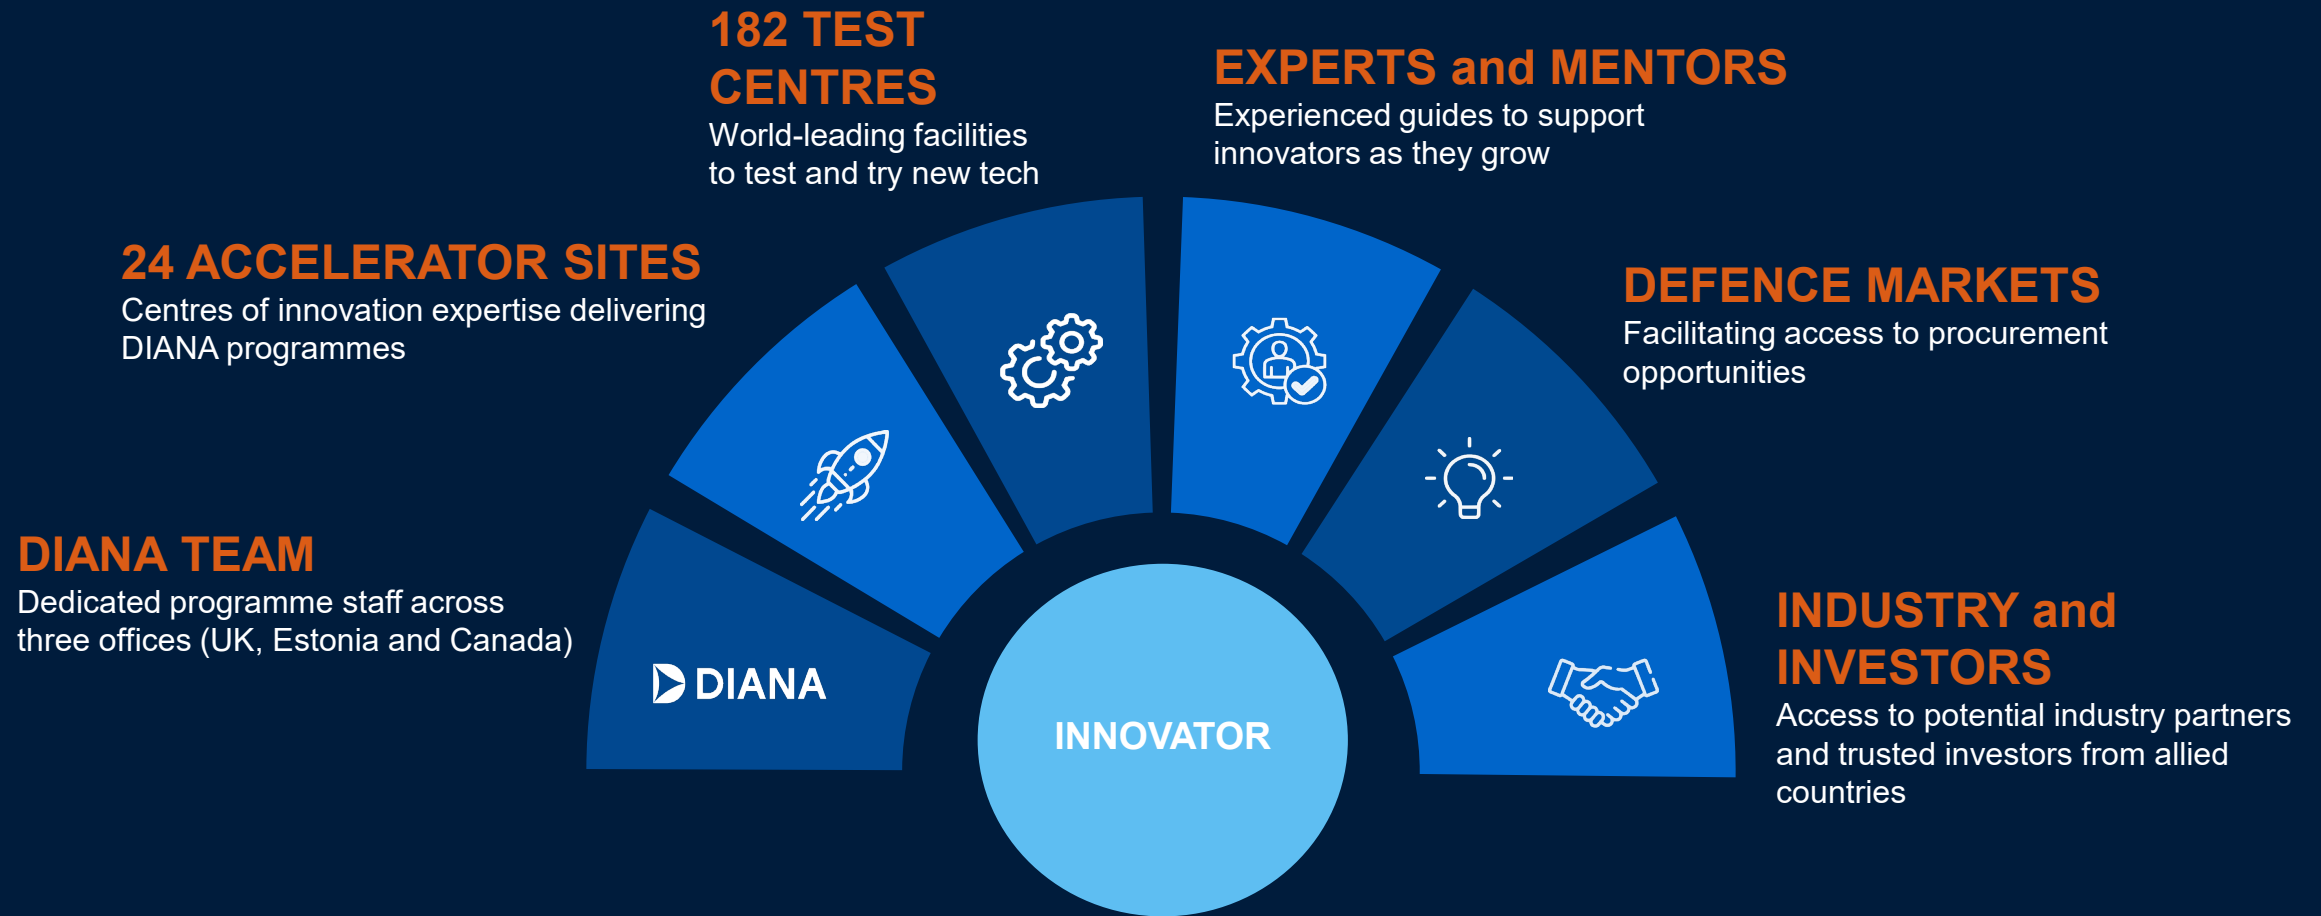 182 TEST
CENTRES
World-leading facilities
to test and try new tech
EXPERTS and MENTORS
Experienced guides to support
innovators as they grow
24 ACCELERATOR SITES
Centres of innovation expertise delivering
DIANA programmes
DEFENCE MARKETS
Facilitating access to procurement
opportunities
DIANA TEAM
Dedicated programme staff across
three offices (UK, Estonia and Canada)
DIANA
INNOVATOR
INDUSTRY and
INVESTORS
Access to potential industry partners
and trusted investors from allied
countries